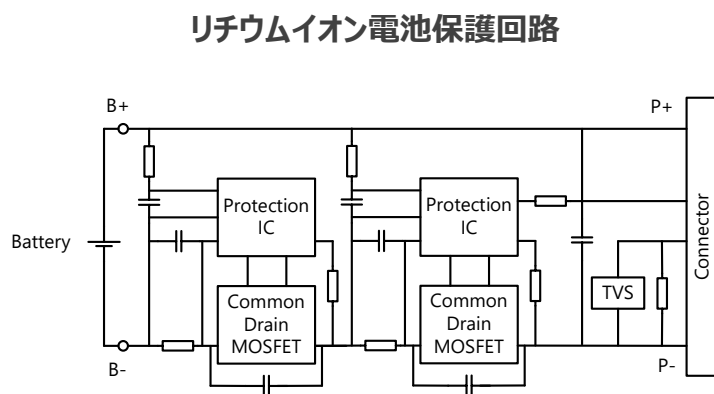 リチウムイオン電池保護回路
B+
P+
Protection
IC
Protection
IC
Battery
Connector
TVS
Common
Drain
MOSFET
Common
Drain
MOSFET
B-
P-